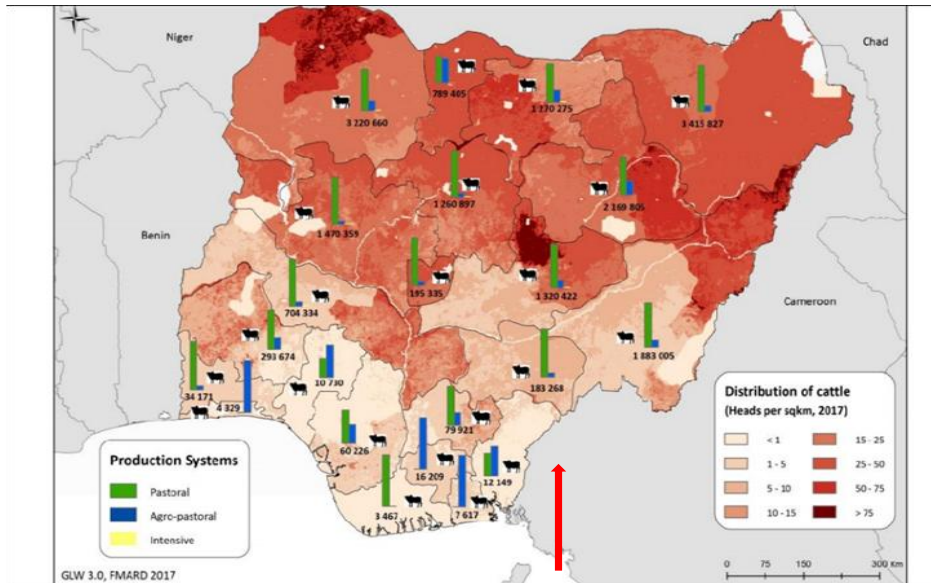 Niger
Chad
789 465
1 270 275
3 220 660
3 415 827
1 260 897
2 169 805
1 470 359
Benin
195 335
1 320 422
Cameroon
704 334
1 883 005
293 674
10 730
183 268
34 171
4 329
79 921
60 226
16 209
12 149
3 467
7 617
Production Systems
Pastoral
Agro-pastoral
Intensive
Distribution of cattle
(Heads per sqkm, 2017)
< 1
15 - 25
1 - 5
25 - 50
5 - 10
50 - 75
10 - 15
> 75
0
75
150
300 Km
GLW 3.0, FMARD 2017